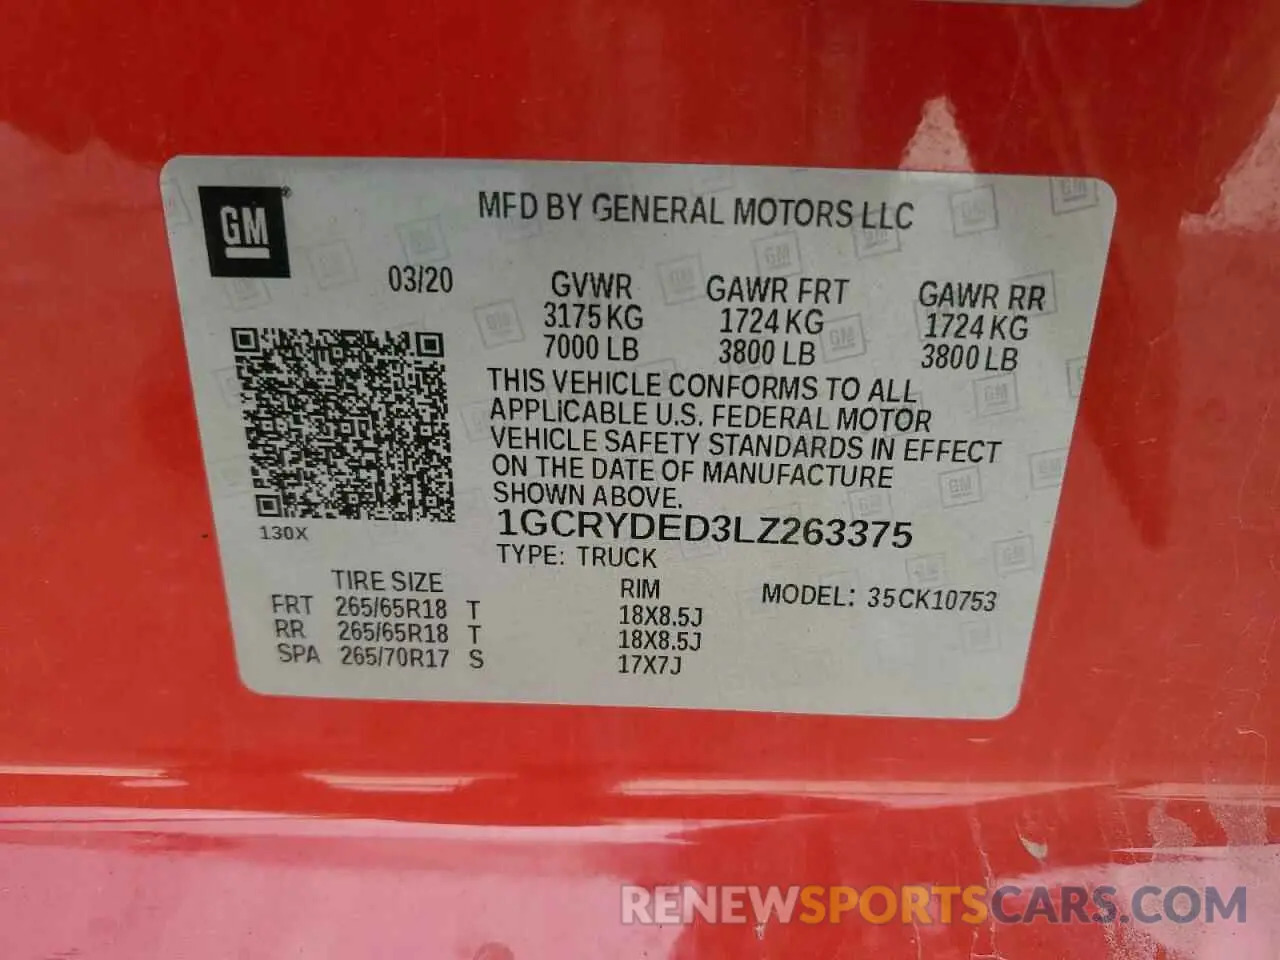 GM®
MFD BY GENERAL MOTORS LLC
03/20
GVWR GAWR FRT GAWR RR
3175 KG 1724 KG 1724 KG
7000 LB 3800 LB 3800 LB
THIS VEHICLE CONFORMS TO ALL
APPLICABLE U.S. FEDERAL MOTOR
VEHICLE SAFETY STANDARDS IN EFFECT
ON THE DATE OF MANUFACTURE
SHOWN ABOVE.
1GCRYDED3LZ263375
130X
TYPE: TRUCK
TIRE SIZE RIM MODEL: 35CK10753
FRT 265/65R18 T 18X8.5J
RR 265/65R18 T 18X8.5J
SPA 265/70R17 S 17X7J
RENEWSPORTSCARS.COM